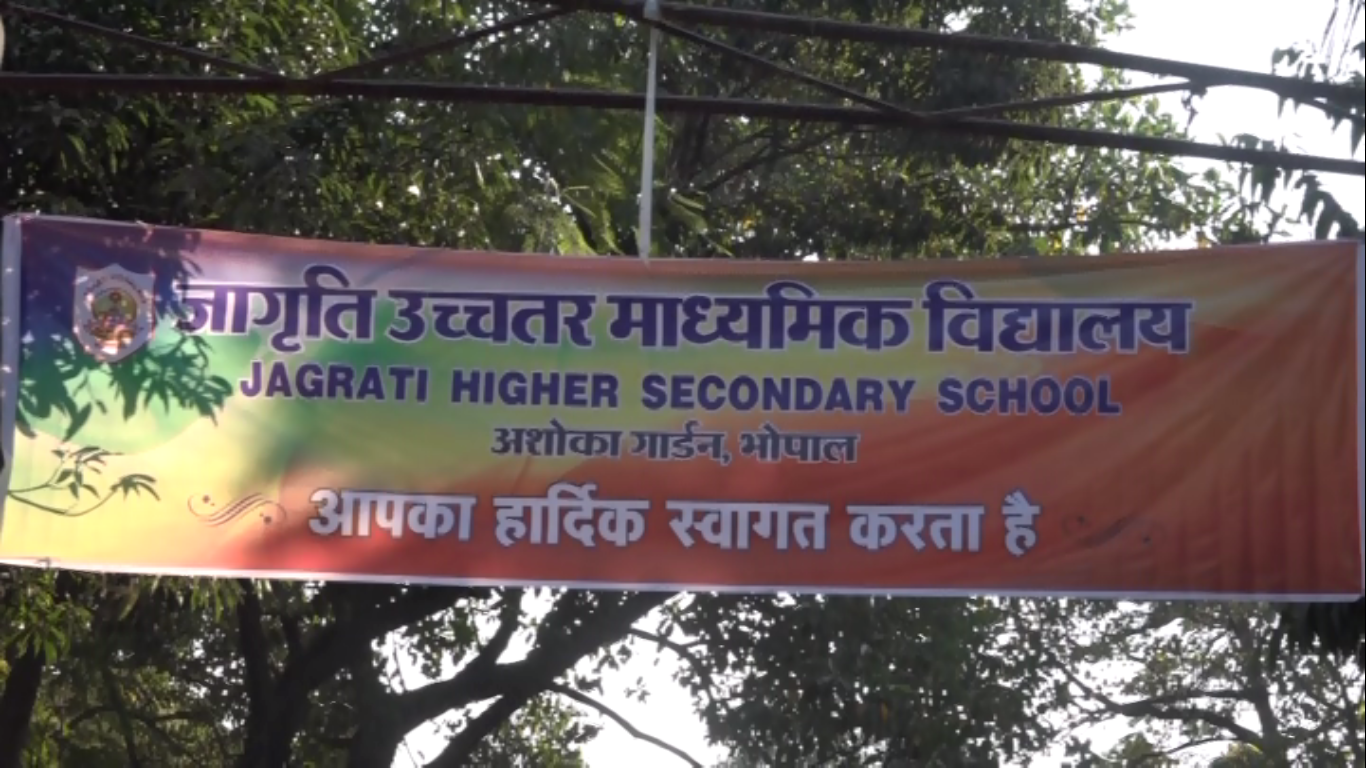 जागृति उच्चतर माध्यमिक विद्यालय
JAGRATI HIGHER SECONDARY SCHOOL
अशोका गार्डन, भोपाल
आपका हार्दिक स्वागत करता है